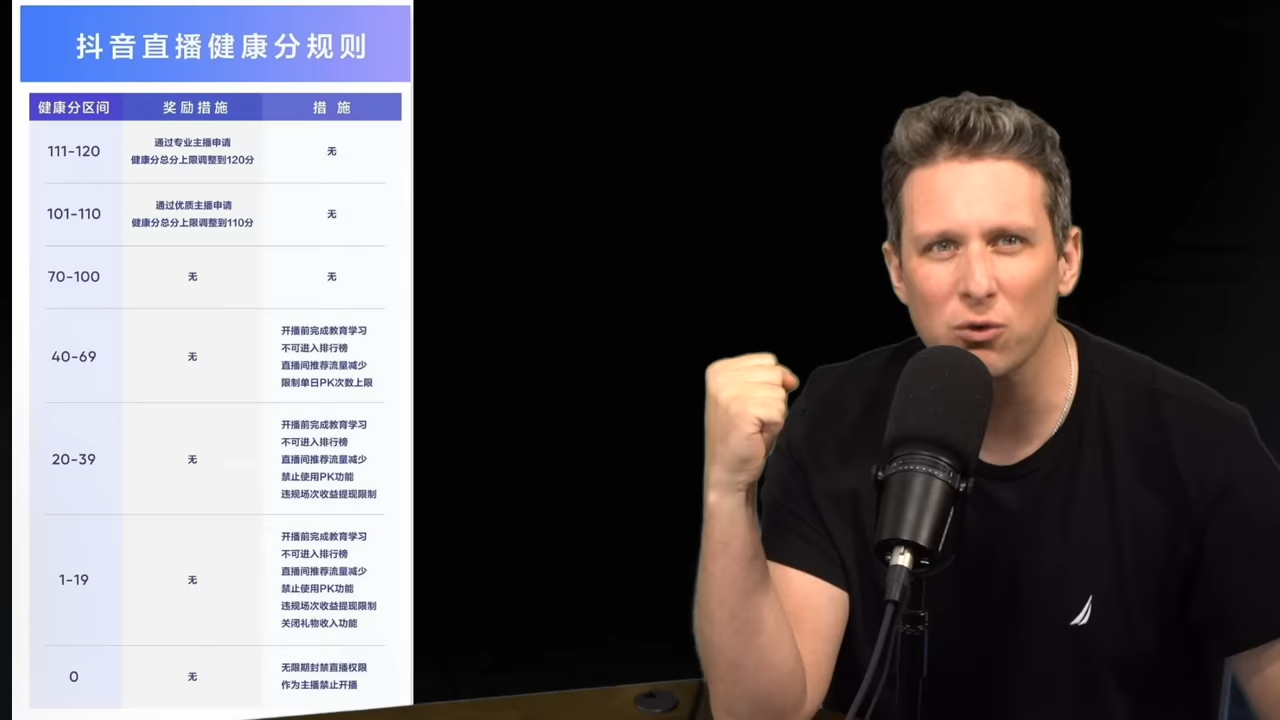 抖音直播健康分规则
健康分区间 奖励措施 措 施
111-120
通过专业主播申请
健康分总分上限调整到120分
无
101-110
通过优质主播申请
健康分总分上限调整到110分
无
70-100 无 无
40-69
无
开播前完成教育学习
不可进入排行榜
直播间推荐流量减少
限制单日PK次数上限
20-39
无
开播前完成教育学习
不可进入排行榜
直播间推荐流量减少
禁止使用PK功能
违规场次收益提现限制
1-19
无
开播前完成教育学习
不可进入排行榜
直播间推荐流量减少
禁止使用PK功能
违规场次收益提现限制
关闭礼物收入功能
0
无
无限期封禁直播权限
作为主播禁止开播